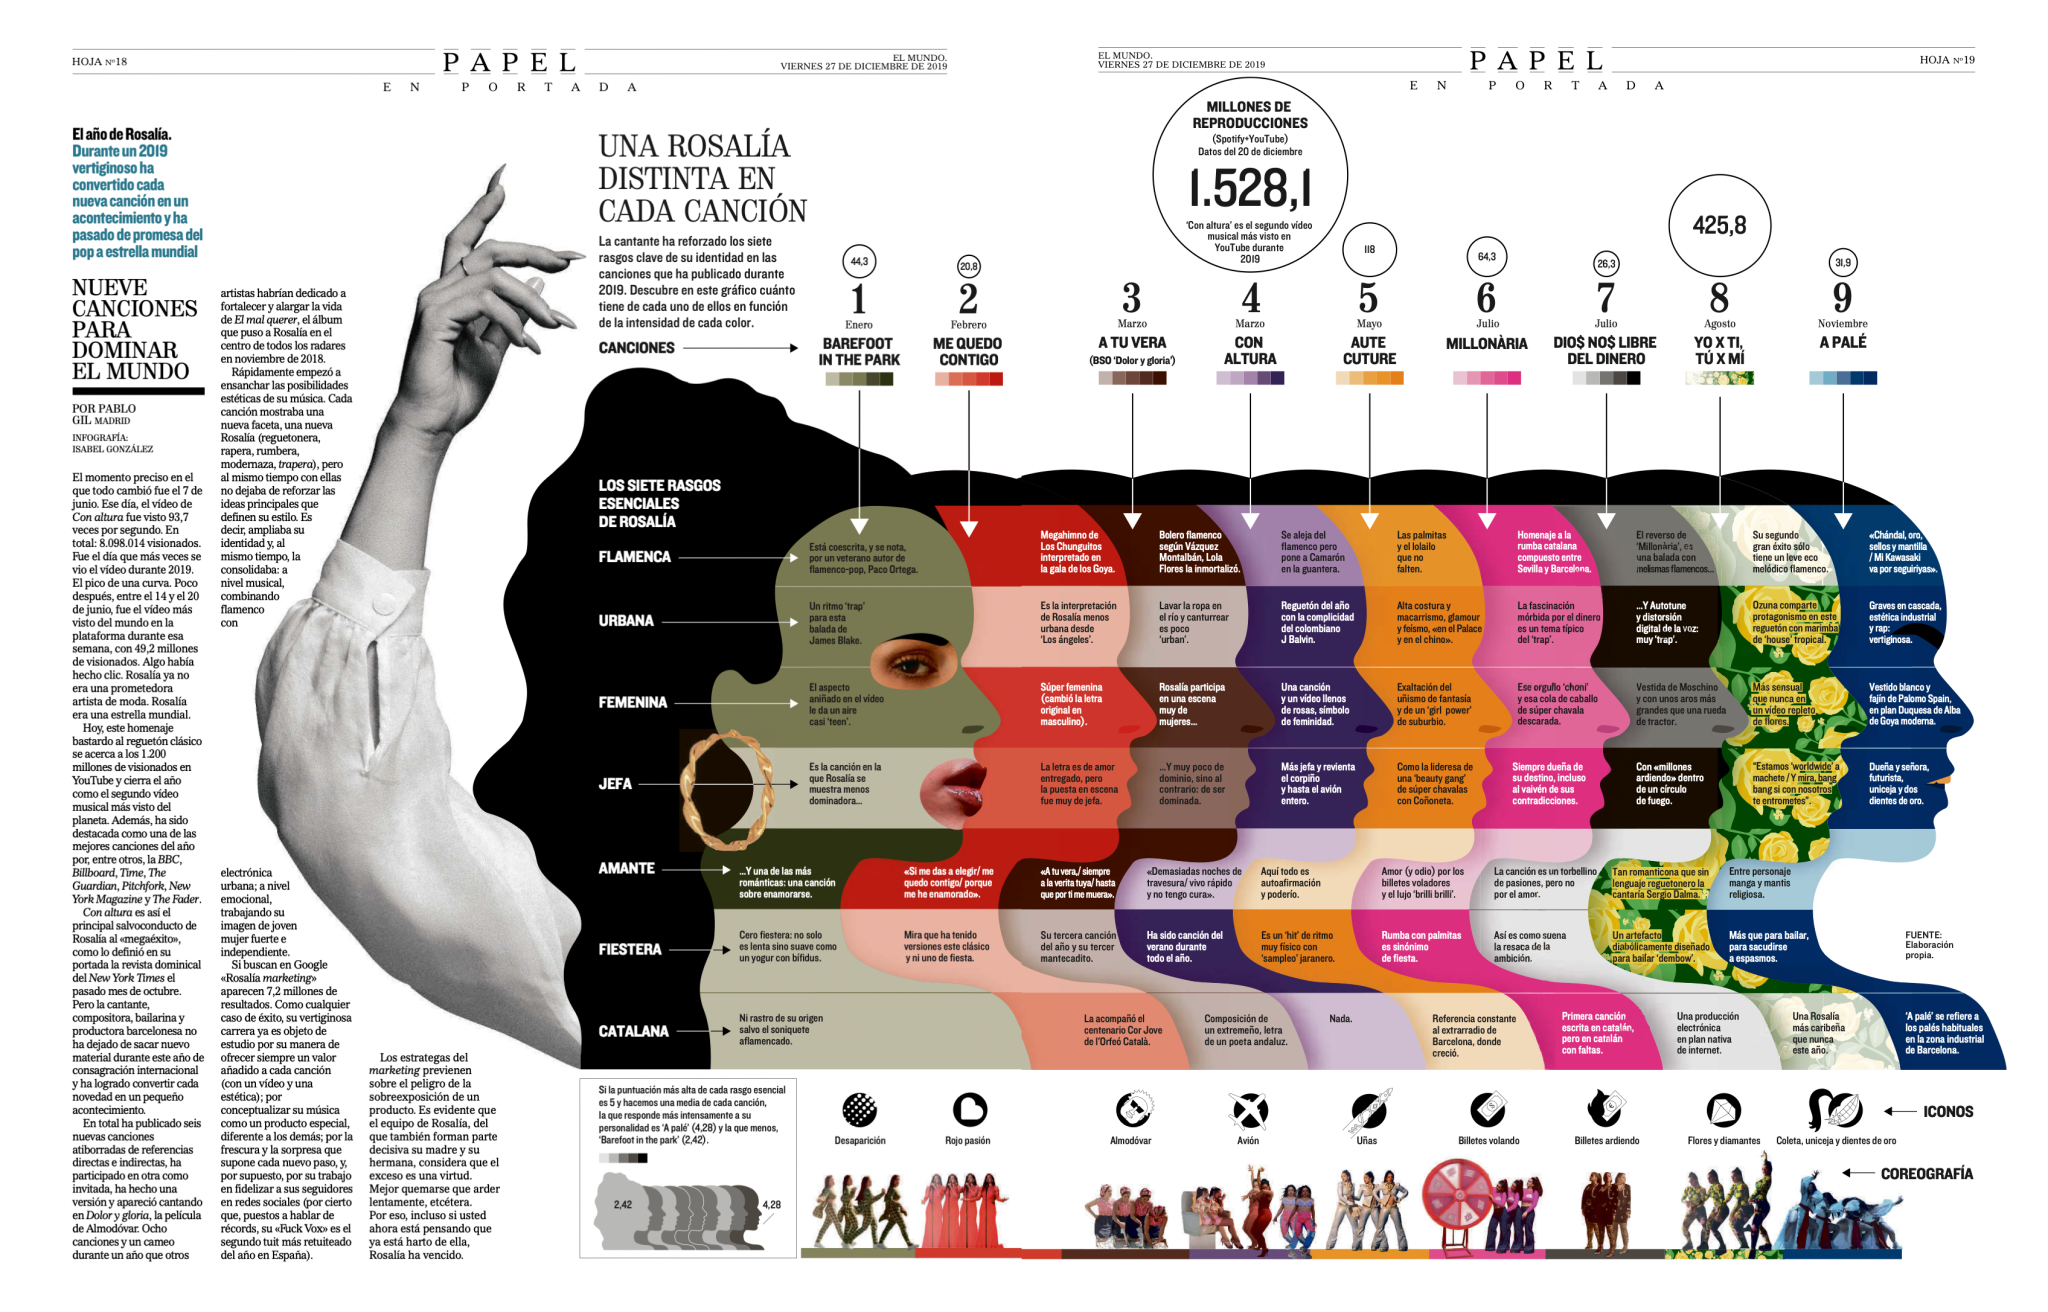 HOJA Nº18
PAPEL
EN PORTADA
EL MUNDO.
VIERNES 27 DE DICIEMBRE DE 2019
EL MUNDO.
VIERNES 27 DE DICIEMBRE DE 2019
PAPEL
EN PORTADA
HOJA Nº19
El año de Rosalía.
Durante un 2019
vertiginoso ha
convertido cada
nueva canción en un
acontecimiento y ha
pasado de promesa del
pop a estrella mundial
NUEVE
CANCIONES
PARA
DOMINAR
EL MUNDO
POR PABLO
GIL MADRID
INFOGRAFÍA:
ISABEL GONZÁLEZ
El momento preciso en el
que todo cambió fue el 7 de
junio. Ese día, el vídeo de
Con altura fue visto 93,7
veces por segundo. En
total: 8.098.014 visionados.
Fue el día que más veces se
vio el vídeo durante 2019.
El pico de una curva. Poco
después, entre el 14 y el 20
de junio, fue el vídeo más
visto del mundo en la
plataforma durante esa
semana, con 49,2 millones
de visionados. Algo había
hecho clic. Rosalía ya no
era una prometedora
artista de moda. Rosalía
era una estrella mundial.
Hoy, este homenaje
bastardo al reguetón clásico
se acerca a los 1.200
millones de visionados en
YouTube y cierra el año
como el segundo vídeo
musical más visto del
planeta. Además, ha sido
destacada como una de las
mejores canciones del año
por, entre otros, la BBC,
Billboard, Time, The
Guardian, Pitchfork, New
York Magazine y The Fader.
Con altura es así el
principal salvoconducto de
Rosalía al «megaéxito»,
como lo definió en su
portada la revista dominical
del New York Times el
pasado mes de octubre.
Pero la cantante,
compositora, bailarina y
productora barcelonesa no
ha dejado de sacar nuevo
material durante este año de
consagración internacional
y ha logrado convertir cada
novedad en un pequeño
acontecimiento.
En total ha publicado seis
nuevas canciones
atiborradas de referencias
directas e indirectas, ha
participado en otra como
invitada, ha hecho una
versión y apareció cantando
en Dolor y gloria, la película
de Almodóvar. Ocho
canciones y un cameo
durante un año que otros
artistas habrían dedicado a
fortalecer y alargar la vida
de El mal querer, el álbum
que puso a Rosalía en el
centro de todos los radares
en noviembre de 2018.
Rápidamente empezó a
ensanchar las posibilidades
estéticas de su música. Cada
canción mostraba una
nueva faceta, una nueva
Rosalía (reguetonera,
rapera, rumbera,
modernaza, trapera), pero
al mismo tiempo con ellas
no dejaba de reforzar las
ideas principales que
definen su estilo. Es
decir, ampliaba su
identidad y, al
mismo tiempo, la
consolidaba: a
nivel musical,
combinando
flamenco
con
electrónica
urbana; a nivel
emocional,
trabajando su
imagen de joven
mujer fuerte e
independiente.
Si buscan en Google
«Rosalía marketing»
aparecen 7,2 millones de
resultados. Como cualquier
caso de éxito, su vertiginosa
carrera ya es objeto de
estudio por su manera de
ofrecer siempre un valor
añadido a cada canción
(con un vídeo y una
estética); por
conceptualizar su música
como un producto especial,
diferente a los demás; por la
frescura y la sorpresa que
supone cada nuevo paso, y,
por supuesto, por su trabajo
en fidelizar a sus seguidores
en redes sociales (por cierto
que, puestos a hablar de
récords, su «Fuck Vox» es el
segundo tuit más retuiteado
del año en España).
Los estrategas del
marketing previenen
sobre el peligro de la
sobreexposición de un
producto. Es evidente que
el equipo de Rosalía, del
que también forman parte
decisiva su madre y su
hermana, considera que el
exceso es una virtud.
Mejor quemarse que arder
lentamente, etcétera.
Por eso, incluso si usted
ahora está pensando que
ya está harto de ella,
Rosalía ha vencido.
UNA ROSALÍA
DISTINTA EN
CADA CANCIÓN
La cantante ha reforzado los siete
rasgos clave de su identidad en las
canciones que ha publicado durante
2019. Descubre en este gráfico cuánto
tiene de cada uno de ellos en función
de la intensidad de cada color.
CANCIONES
MILLONES DE
REPRODUCCIONES
(Spotify+YouTube)
Datos del 20 de diciembre
1.528,1
'Con altura' es el segundo vídeo
musical más visto en
YouTube durante
2019
44,3
1
Enero
BAREFOOT
IN THE PARK
20,8
2
Febrero
ME QUEDO
CONTIGO
3
Marzo
A TU VERA
(BSO 'Dolor y gloria')
4
Marzo
CON
ALTURA
118
5
Mayo
AUTE
CUTURE
64,3
6
Julio
MILLONÀRIA
26,3
7
Julio
DIO$ NO$ LIBRE
DEL DINERO
425,8
8
Agosto
YO X TI,
TÚ X MÍ
31,9
9
Noviembre
A PALÉ
LOS SIETE RASGOS
ESENCIALES
DE ROSALÍA
FLAMENCA
Está coescrita, y se nota,
por un veterano autor de
flamenco-pop, Paco Ortega.
Megahimno de
Los Chunguitos
interpretado en
la gala de los Goya.
Bolero flamenco
según Vázquez
Montalbán, Lola
Flores la inmortalizó.
Se aleja del
flamenco pero
pone a Camarón
en la guantera.
Las palmitas
y el lolailo
que no
falten.
Homenaje a la
rumba catalana
compuesto entre
Sevilla y Barcelona.
El reverso de
'Millonària', es
una balada con
melismas flamencos...
Su segundo
gran éxito sólo
tiene un leve eco
melódico flamenco.
«Chándal, oro,
sellos y mantilla
/ Mi Kawasaki
va por seguiriyas».
URBANA
Un ritmo 'trap'
para esta
balada de
James Blake.
Es la interpretación
de Rosalía menos
urbana desde
'Los ángeles'.
Lavar la ropa en
el río y canturrear
es poco
'urban'.
Reguetón del año
con la complicidad
del colombiano
J Balvin.
Alta costura y
macarrismo, glamour
y feísmo, «en el Palace
y en el chino».
La fascinación
mórbida por el dinero
es un tema típico
del 'trap'.
...Y Autotune
y distorsión
digital de la voz:
muy 'trap'.
Ozuna comparte
protagonismo en este
reguetón con marimba
de 'house' tropical.
Graves en cascada,
estética industrial
y rap:
vertiginosa.
FEMENINA
El aspecto
aniñado en el vídeo
le da un aire
casi 'teen'.
Súper femenina
(cambió la letra
original en
masculino).
Rosalía participa
en una escena
muy de
mujeres...
Una canción
y un vídeo llenos
de rosas, símbolo
de feminidad.
Exaltación del
uñismo de fantasía
y de un 'girl power'
de suburbio.
Ese orgullo 'choni'
y esa cola de caballo
de súper chavala
descarada.
Vestida de Moschino
y con unos aros más
grandes que una rueda
de tractor.
Más sensual
que nunca en
un vídeo repleto
de flores.
Vestido blanco y
fajín de Palomo Spain,
en plan Duquesa de Alba
de Goya moderna.
JEFA
Es la canción en la
que Rosalía se
muestra menos
dominadora...
La letra es de amor
entregado, pero
la puesta en escena
fue muy de jefa.
...Y muy poco de
dominio, sino al
contrario: de ser
dominada.
Más jefa y revienta
el corpiño
y hasta el avión
entero.
Como la lideresa de
una 'beauty gang'
de súper chavalas
con Coñoneta.
Siempre dueña de
su destino, incluso
al vaivén de sus
contradicciones.
Con «millones
ardiendo» dentro
de un círculo
de fuego.
"Estamos 'worldwide' a
machete / Y mira, bang
bang si con nosotros
te entrometes".
Dueña y señora,
futurista,
uniceja y dos
dientes de oro.
AMANTE
...Y una de las más
románticas: una canción
sobre enamorarse.
«Si me das a elegir/ me
quedo contigo/ porque
me he enamorado».
«A tu vera,/ siempre
a la verita tuya/ hasta
que por ti me muera».
«Demasiadas noches de
travesura/ vivo rápido
y no tengo cura».
Aquí todo es
autoafirmación
y poderío.
Amor (y odio) por los
billetes voladores
y el lujo 'brilli brilli'.
La canción es un torbellino
de pasiones, pero no
por el amor.
Tan romanticona que sin
lenguaje reguetonero la
cantaría Sergio Dalma.
Entre personaje
manga y mantis
religiosa.
FIESTERA
Cero fiestera: no solo
es lenta sino suave como
un yogur con bífidus.
Mira que ha tenido
versiones este clásico
y ni uno de fiesta.
Su tercera canción
del año y su tercer
mantecadito.
Ha sido canción del
verano durante
todo el año.
Es un 'hit' de ritmo
muy físico con
'sampleo' jaranero.
Rumba con palmitas
es sinónimo
de fiesta.
Así es como suena
la resaca de la
ambición.
Un artefacto
diabólicamente diseñado
para bailar 'dembow'.
Más que para bailar,
para sacudirse
a espasmos.
FUENTE:
Elaboración
propia.
CATALANA
Ni rastro de su origen
salvo el soniquete
aflamencado.
La acompañó el
centenario Cor Jove
de l'Orfeó Català.
Composición de
un extremeño, letra
de un poeta andaluz.
Nada.
Referencia constante
al extrarradio de
Barcelona, donde
creció.
Primera canción
escrita en catalán,
pero en catalán
con faltas.
Una producción
electrónica
en plan nativa
de internet.
Una Rosalía
más caribeña
que nunca
este año.
'A palé' se refiere a
los palés habituales
en la zona industrial
de Barcelona.
Si la puntuación más alta de cada rasgo esencial
es 5 y hacemos una media de cada canción,
la que responde más intensamente a su
personalidad es 'A palé' (4,28) y la que menos,
'Barefoot in the park' (2,42).
2,42
4,28
Desaparición
Rojo pasión
Almodóvar
Avión
Uñas
Billetes volando
Billetes ardiendo
Flores y diamantes
Coleta, uniceja y dientes de oro
ICONOS
COREOGRAFÍA